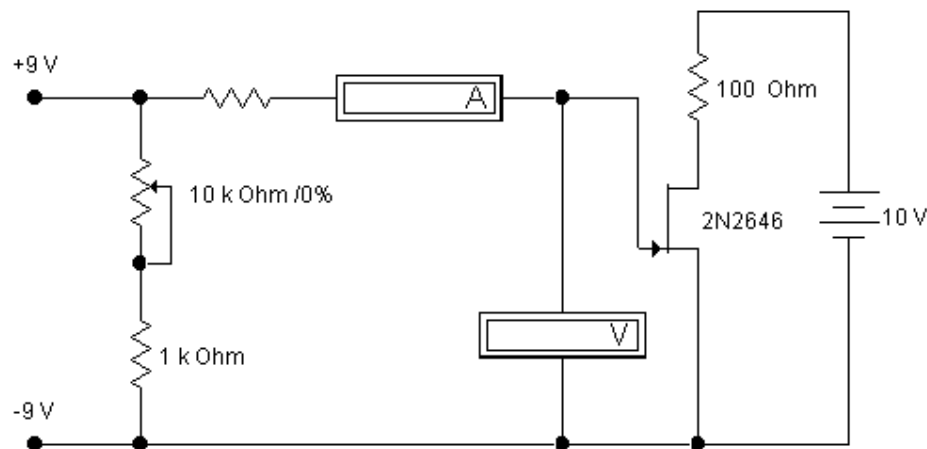 +9 V
A
100 Ohm
10 k Ohm /0%
2N2646
10 V
V
1 k Ohm
-9 V